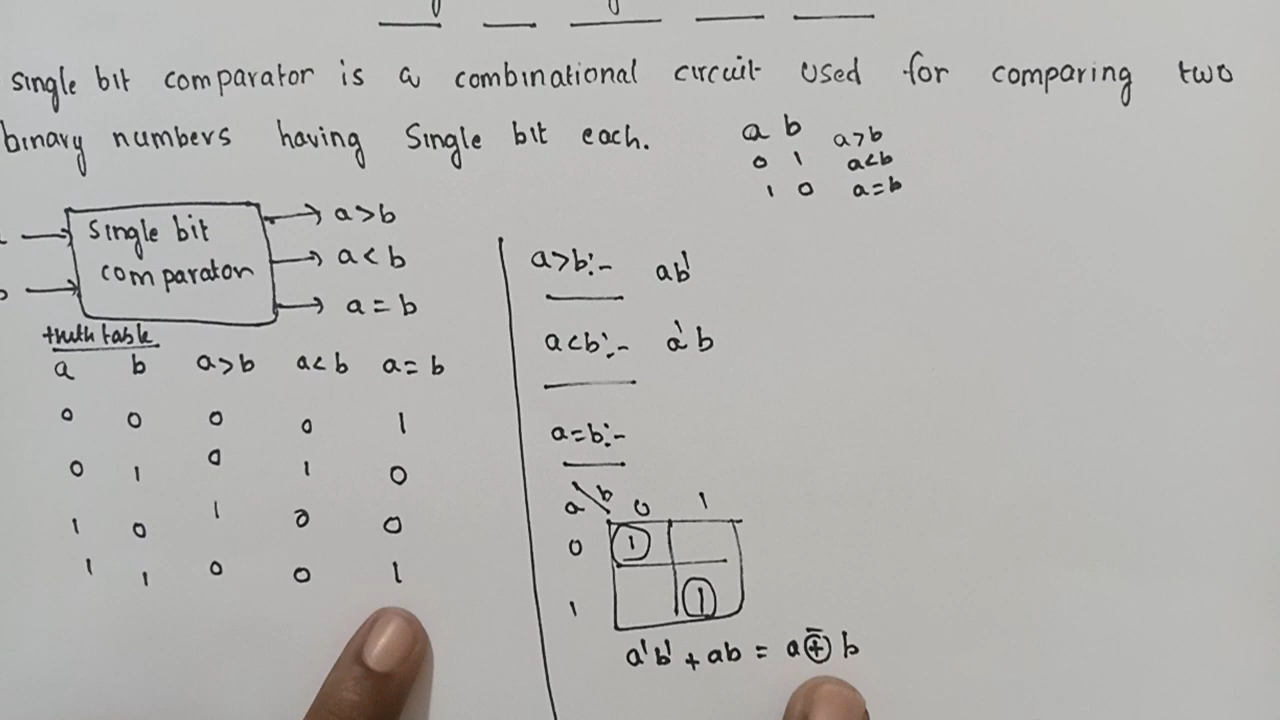 single bit comparator is a combinational circuit used for comparing two
binary numbers having single bit each.
a b a>b
0 1 a<b
1 0 a=b
single bit
comparator
a>b
a<b
a=b
truth table
a b a>b a<b a=b
0 0 0 0 1
0 1 0 1 0
1 0 1 0 0
1 1 0 0 1
a>b:- ab'
a<b:- a'b
a=b:-
a\b 0 1
0 1
1 1
a'b' + ab = a ⊕̅ b